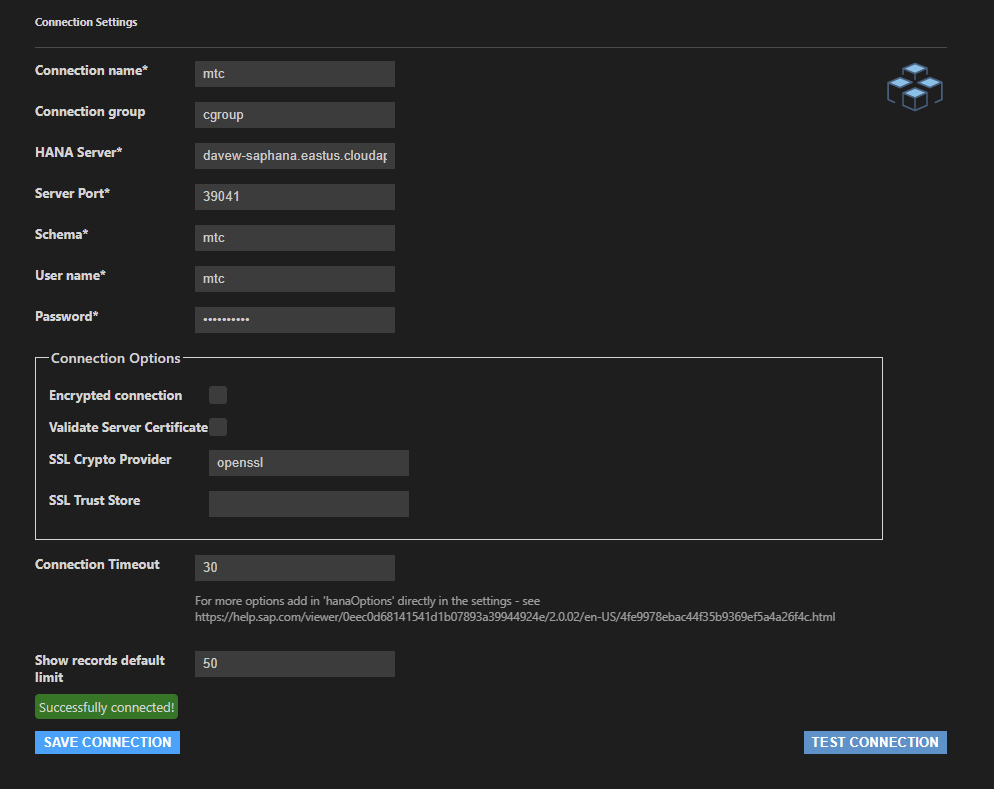 Connection Settings
Connection name* mtc
Connection group cgroup
HANA Server* davew-saphana.eastus.cloudap
Server Port* 39041
Schema* mtc
User name* mtc
Password* ••••••••••
Connection Options
Encrypted connection
Validate Server Certificate
SSL Crypto Provider openssl
SSL Trust Store
Connection Timeout 30
For more options add in 'hanaOptions' directly in the settings - see
https://help.sap.com/viewer/0eec0d68141541d1b07893a39944924e/2.0.02/en-US/4fe9978ebac44f35b9369ef5a4a26f4c.html
Show records default 50
limit
Successfully connected!
SAVE CONNECTION TEST CONNECTION